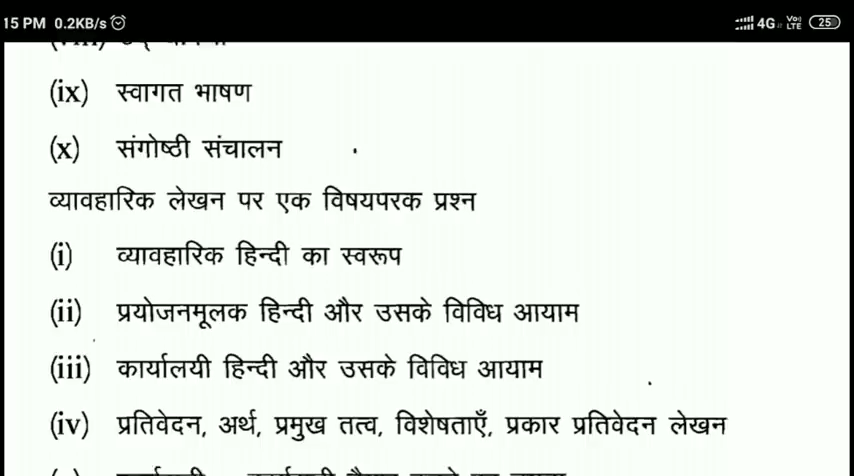 15 PM 0.2KB/s 4G Vo) LTE 25
(ix) स्वागत भाषण
(x) संगोष्ठी संचालन
व्यावहारिक लेखन पर एक विषयपरक प्रश्न
(i) व्यावहारिक हिन्दी का स्वरूप
(ii) प्रयोजनमूलक हिन्दी और उसके विविध आयाम
(iii) कार्यालयी हिन्दी और उसके विविध आयाम
(iv) प्रतिवेदन, अर्थ, प्रमुख तत्व, विशेषताएँ, प्रकार प्रतिवेदन लेखन